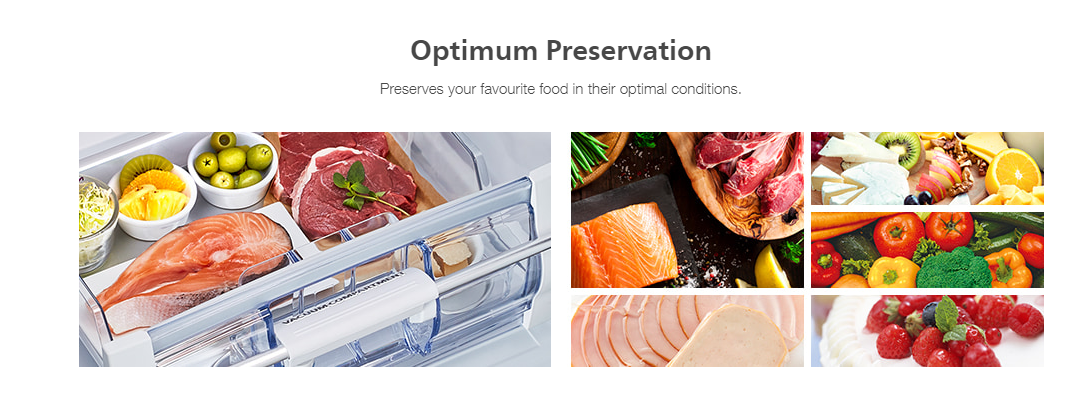 Optimum Preservation
Preserves your favourite food in their optimal conditions.
VACUUM COMPARTMENT